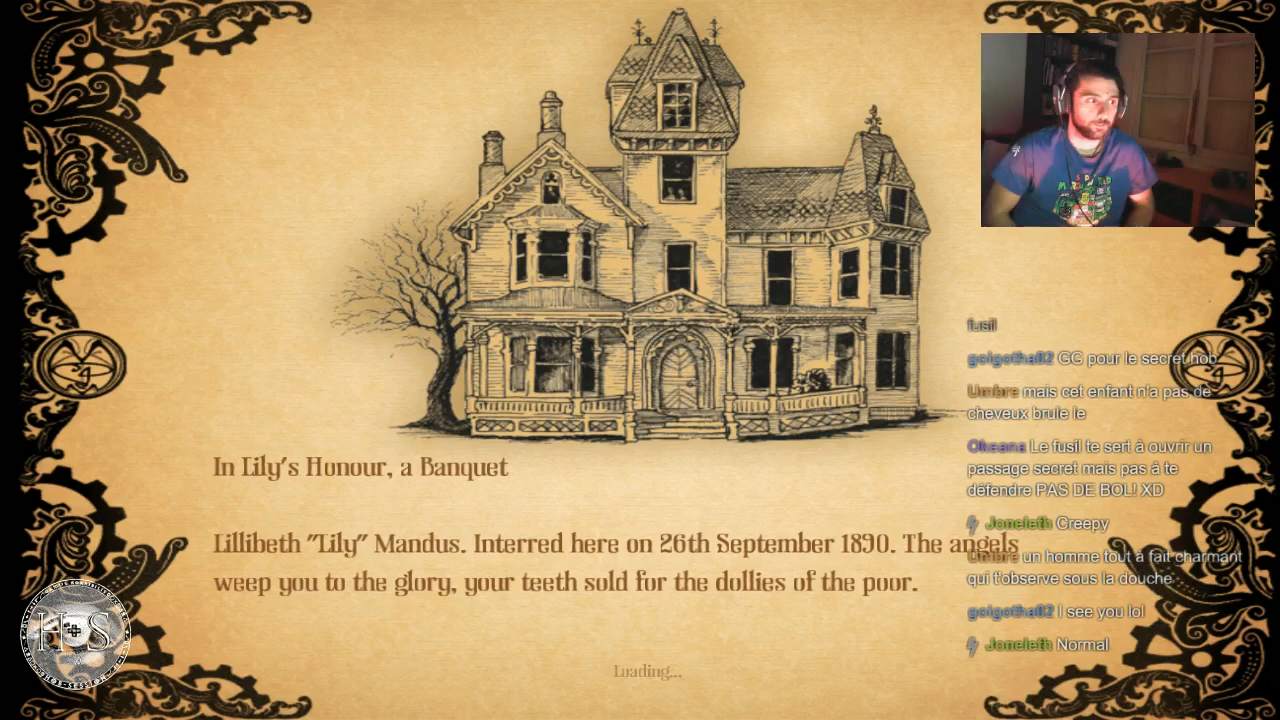 fusil
golgotha02 GC pour le secret hob
Umbre mais cet enfant n'a pas de
cheveux brule le
Okeana Le fusil te sert à ouvrir un
passage secret mais pas à te
défendre PAS DE BOL! XD
Joneleth Creepy
Umbre un homme tout à fait charmant
qui t'observe sous la douche
golgotha02 I see you lol
Joneleth Normal
In Lily's Honour, a Banquet
Lillibeth "Lily" Mandus. Interred here on 26th September 1890. The angels
weep you to the glory, your teeth sold for the dollies of the poor.
HS
Loading...